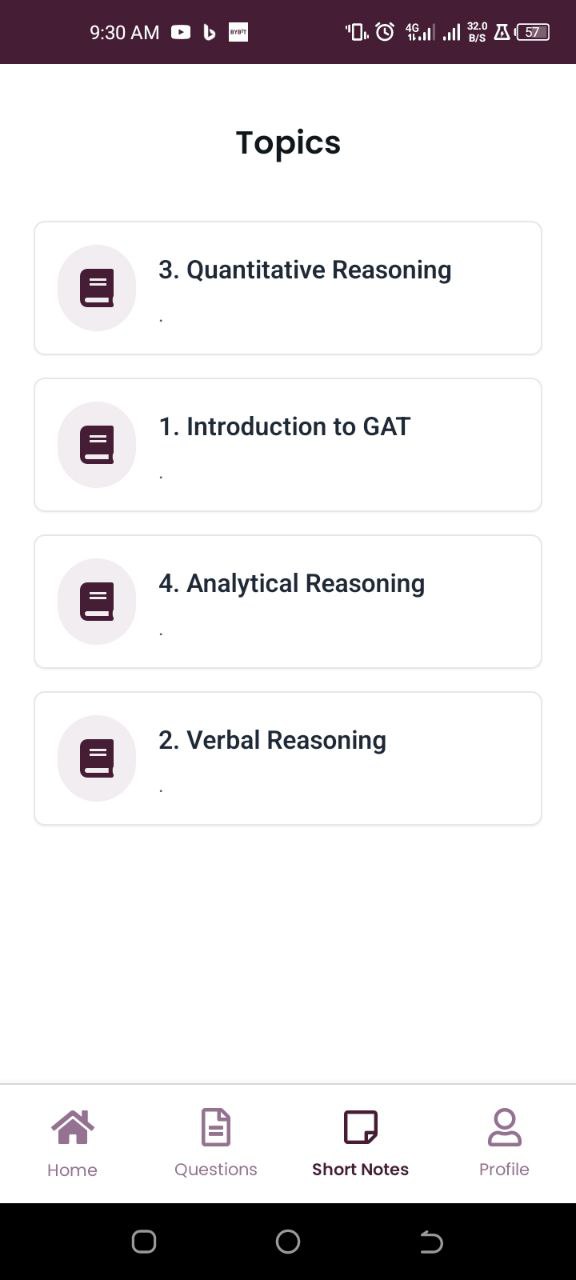 9:30 AM
4G
32.0
B/S
57
Topics
3. Quantitative Reasoning
.
1. Introduction to GAT
.
4. Analytical Reasoning
.
2. Verbal Reasoning
.
Home
Questions
Short Notes
Profile